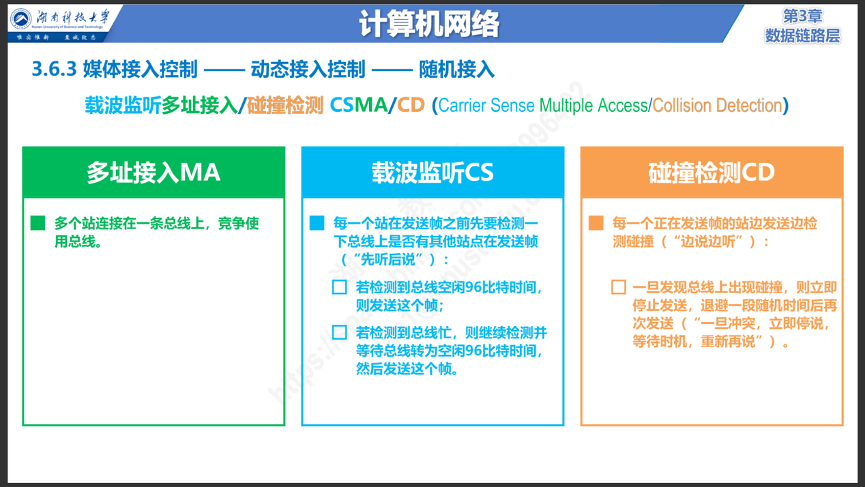 湖南科技大学
Hunan University of Science and Technology
唯实惟新 至诚致志
计算机网络
第3章
数据链路层
3.6.3 媒体接入控制 —— 动态接入控制 —— 随机接入
载波监听多址接入/碰撞检测 CSMA/CD (Carrier Sense Multiple Access/Collision Detection)
多址接入MA
多个站连接在一条总线上，竞争使
用总线。
载波监听CS
每一个站在发送帧之前先要检测一
下总线上是否有其他站点在发送帧
（“先听后说”）：
若检测到总线空闲96比特时间，
则发送这个帧；
若检测到总线忙，则继续检测并
等待总线转为空闲96比特时间，
然后发送这个帧。
碰撞检测CD
每一个正在发送帧的站边发送边检
测碰撞（“边说边听”）：
一旦发现总线上出现碰撞，则立即
停止发送，退避一段随机时间后再
次发送（“一旦冲突，立即停说，
等待时机，重新再说”）。